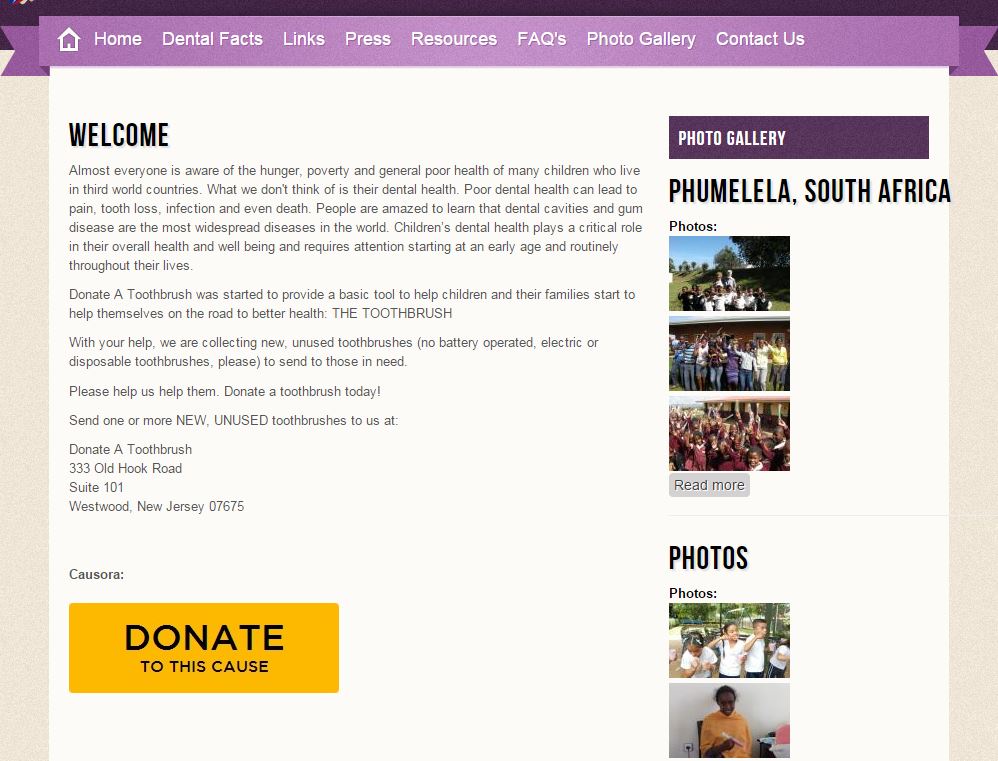 Home Dental Facts Links Press Resources FAQ's Photo Gallery Contact Us
WELCOME
Almost everyone is aware of the hunger, poverty and general poor health of many children who live
in third world countries. What we don't think of is their dental health. Poor dental health can lead to
pain, tooth loss, infection and even death. People are amazed to learn that dental cavities and gum
disease are the most widespread diseases in the world. Children's dental health plays a critical role
in their overall health and well being and requires attention starting at an early age and routinely
throughout their lives.
Donate A Toothbrush was started to provide a basic tool to help children and their families start to
help themselves on the road to better health: THE TOOTHBRUSH
With your help, we are collecting new, unused toothbrushes (no battery operated, electric or
disposable toothbrushes, please) to send to those in need.
Please help us help them. Donate a toothbrush today!
Send one or more NEW, UNUSED toothbrushes to us at:
Donate A Toothbrush
333 Old Hook Road
Suite 101
Westwood, New Jersey 07675
Causora:
DONATE
TO THIS CAUSE
PHOTO GALLERY
PHUMELELA, SOUTH AFRICA
Photos:
Read more
PHOTOS
Photos: